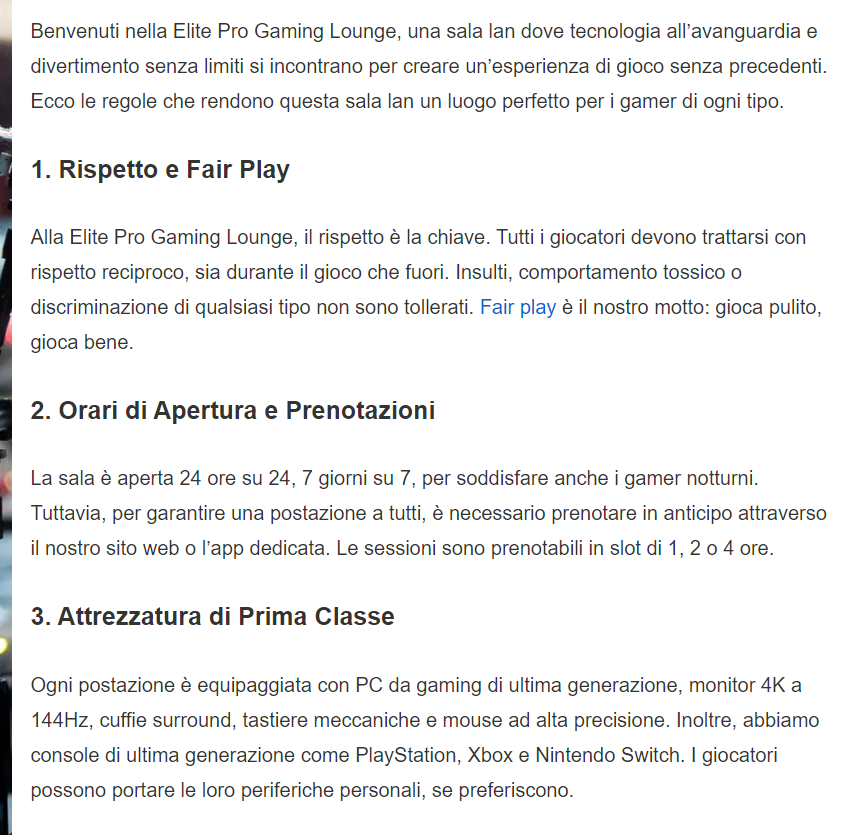 Benvenuti nella Elite Pro Gaming Lounge, una sala lan dove tecnologia all’avanguardia e
divertimento senza limiti si incontrano per creare un’esperienza di gioco senza precedenti.
Ecco le regole che rendono questa sala lan un luogo perfetto per i gamer di ogni tipo.
1. Rispetto e Fair Play
Alla Elite Pro Gaming Lounge, il rispetto è la chiave. Tutti i giocatori devono trattarsi con
rispetto reciproco, sia durante il gioco che fuori. Insulti, comportamento tossico o
discriminazione di qualsiasi tipo non sono tollerati. Fair play è il nostro motto: gioca pulito,
gioca bene.
2. Orari di Apertura e Prenotazioni
La sala è aperta 24 ore su 24, 7 giorni su 7, per soddisfare anche i gamer notturni.
Tuttavia, per garantire una postazione a tutti, è necessario prenotare in anticipo attraverso
il nostro sito web o l’app dedicata. Le sessioni sono prenotabili in slot di 1, 2 o 4 ore.
3. Attrezzatura di Prima Classe
Ogni postazione è equipaggiata con PC da gaming di ultima generazione, monitor 4K a
144Hz, cuffie surround, tastiere meccaniche e mouse ad alta precisione. Inoltre, abbiamo
console di ultima generazione come PlayStation, Xbox e Nintendo Switch. I giocatori
possono portare le loro periferiche personali, se preferiscono.